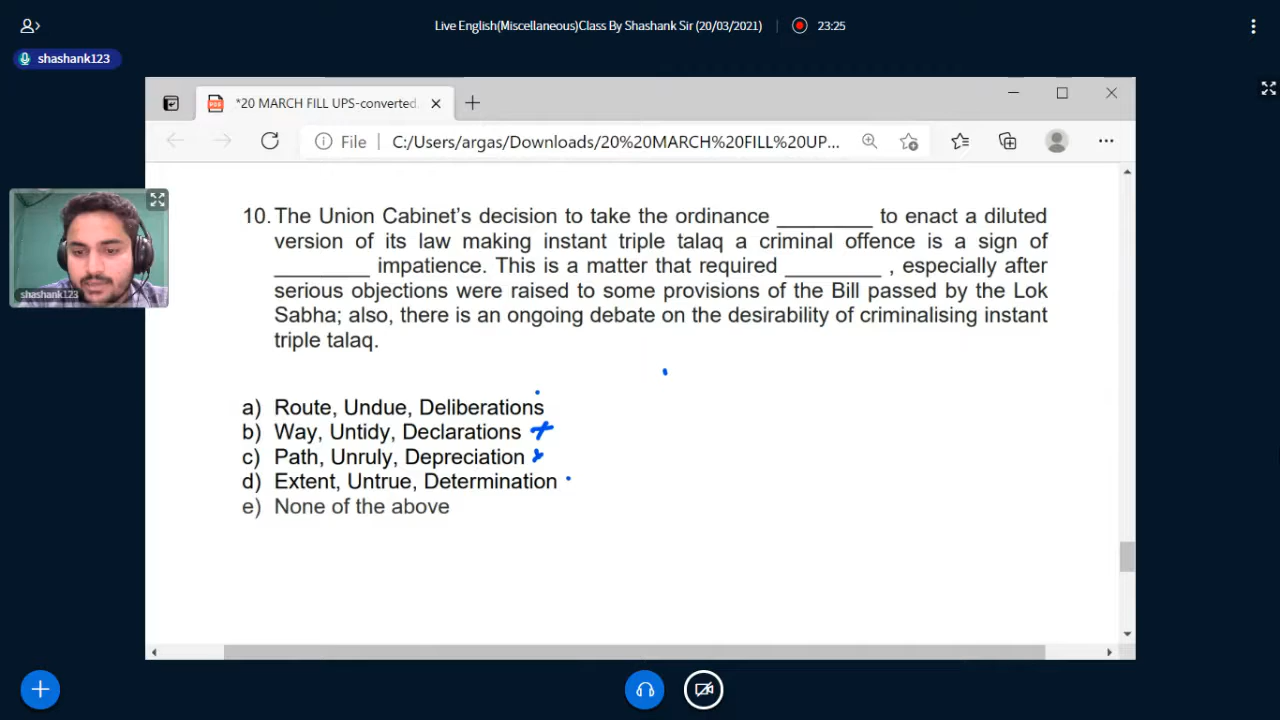 Live English(Miscellaneous)Class By Shashank Sir (20/03/2021)
23:25
shashank123
*20 MARCH FILL UPS-converted.
File
C:/Users/argas/Downloads/20%20MARCH%20FILL%20UP...
shashank123
10. The Union Cabinet's decision to take the ordinance ________ to enact a diluted
version of its law making instant triple talaq a criminal offence is a sign of
________ impatience. This is a matter that required ________ , especially after
serious objections were raised to some provisions of the Bill passed by the Lok
Sabha; also, there is an ongoing debate on the desirability of criminalising instant
triple talaq.
a) Route, Undue, Deliberations
b) Way, Untidy, Declarations
c) Path, Unruly, Depreciation
d) Extent, Untrue, Determination
e) None of the above